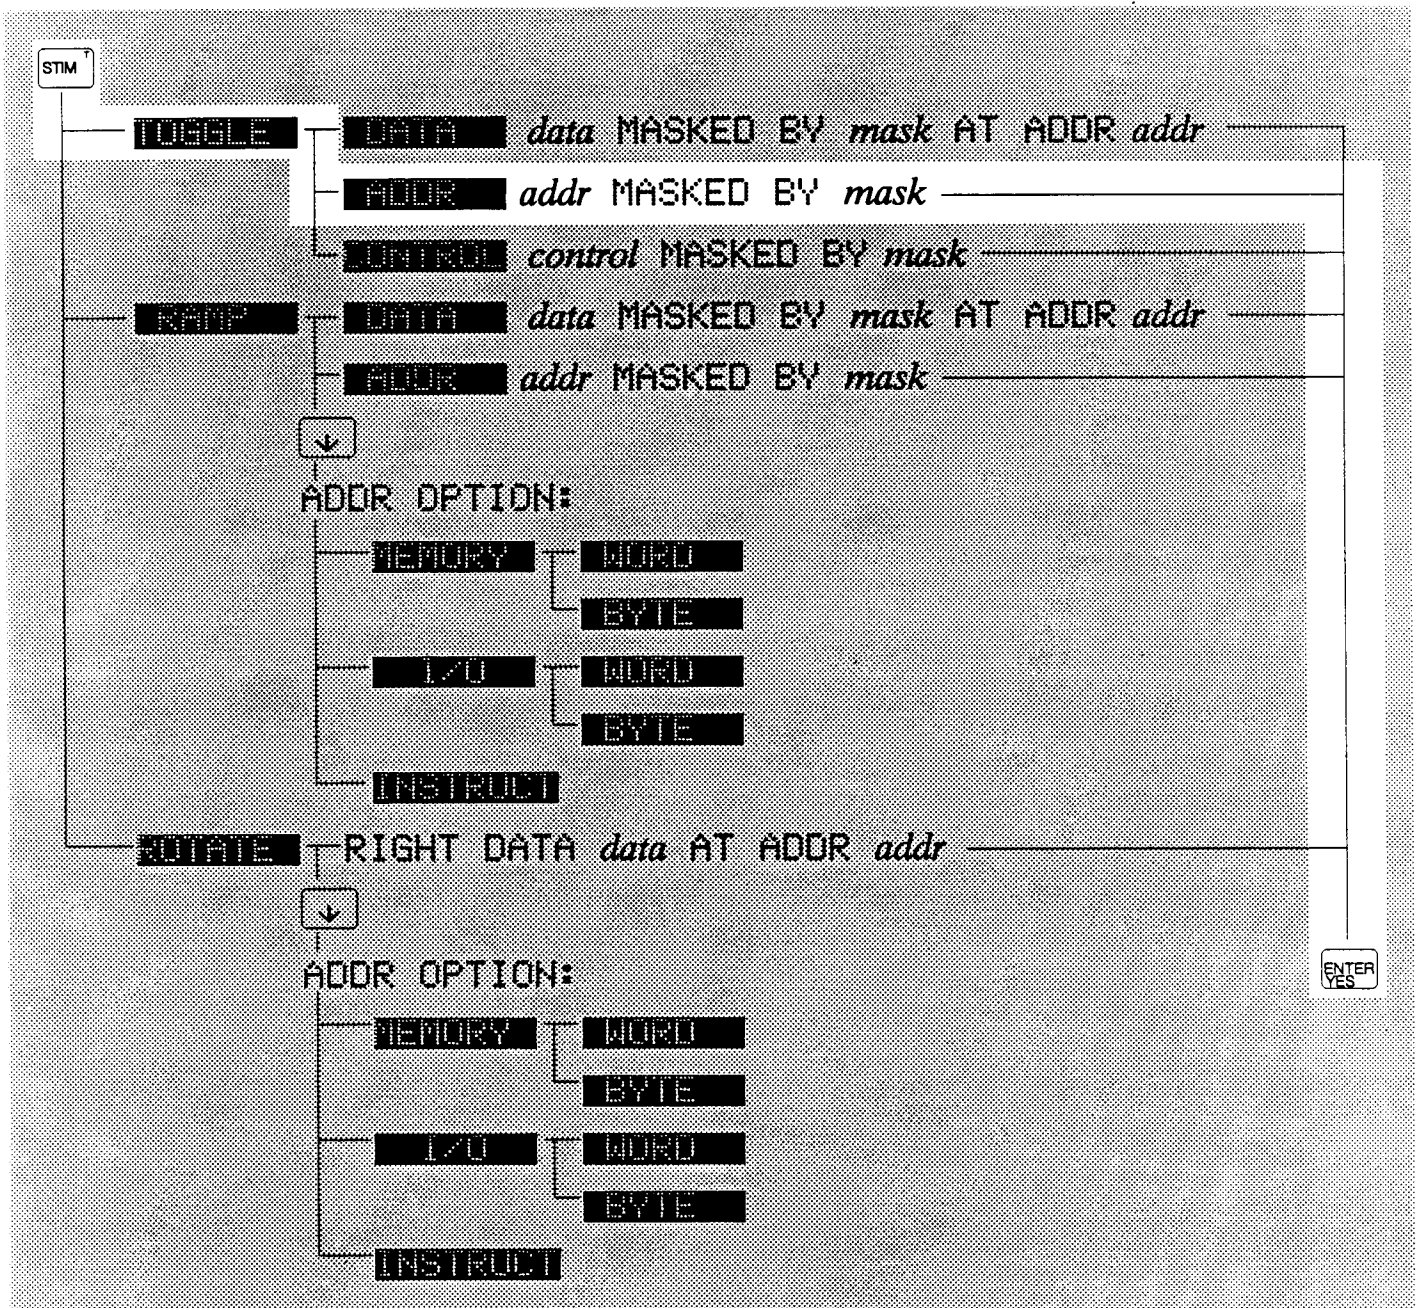 STIM T
TOGGLE DATA data MASKED BY mask AT ADDR addr
ADDR addr MASKED BY mask
CONTROL control MASKED BY mask
RAMP DATA data MASKED BY mask AT ADDR addr
ADDR addr MASKED BY mask
ADDR OPTION:
MEMORY WORD
BYTE
I/O WORD
BYTE
INSTRUCT
ROTATE RIGHT DATA data AT ADDR addr
ADDR OPTION:
ENTER
YES
MEMORY WORD
BYTE
I/O WORD
BYTE
INSTRUCT